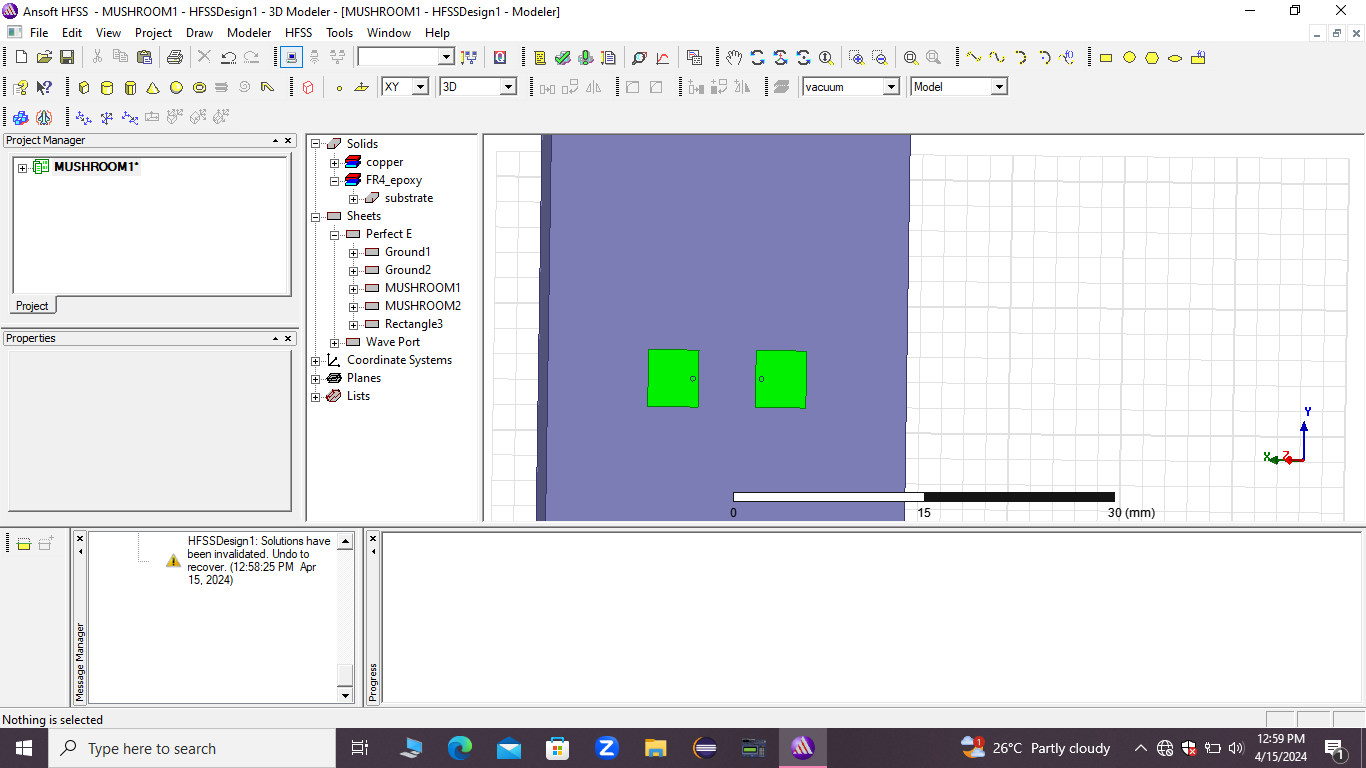 Ansoft HFSS - MUSHROOM1 - HFSSDesign1 - 3D Modeler - [MUSHROOM1 - HFSSDesign1 - Modeler]
File Edit View Project Draw Modeler HFSS Tools Window Help
XY 3D vacuum Model
Project Manager
MUSHROOM1*
Project
Properties
Solids
copper
FR4_epoxy
substrate
Sheets
Perfect E
Ground1
Ground2
MUSHROOM1
MUSHROOM2
Rectangle3
Wave Port
Coordinate Systems
Planes
Lists
Y
X Z
0 15 30 (mm)
HFSSDesign1: Solutions have
been invalidated. Undo to
recover. (12:58:25 PM Apr
15, 2024)
Message Manager
Progress
Nothing is selected
Type here to search
Z
1
26°C Partly cloudy
12:59 PM
4/15/2024
1